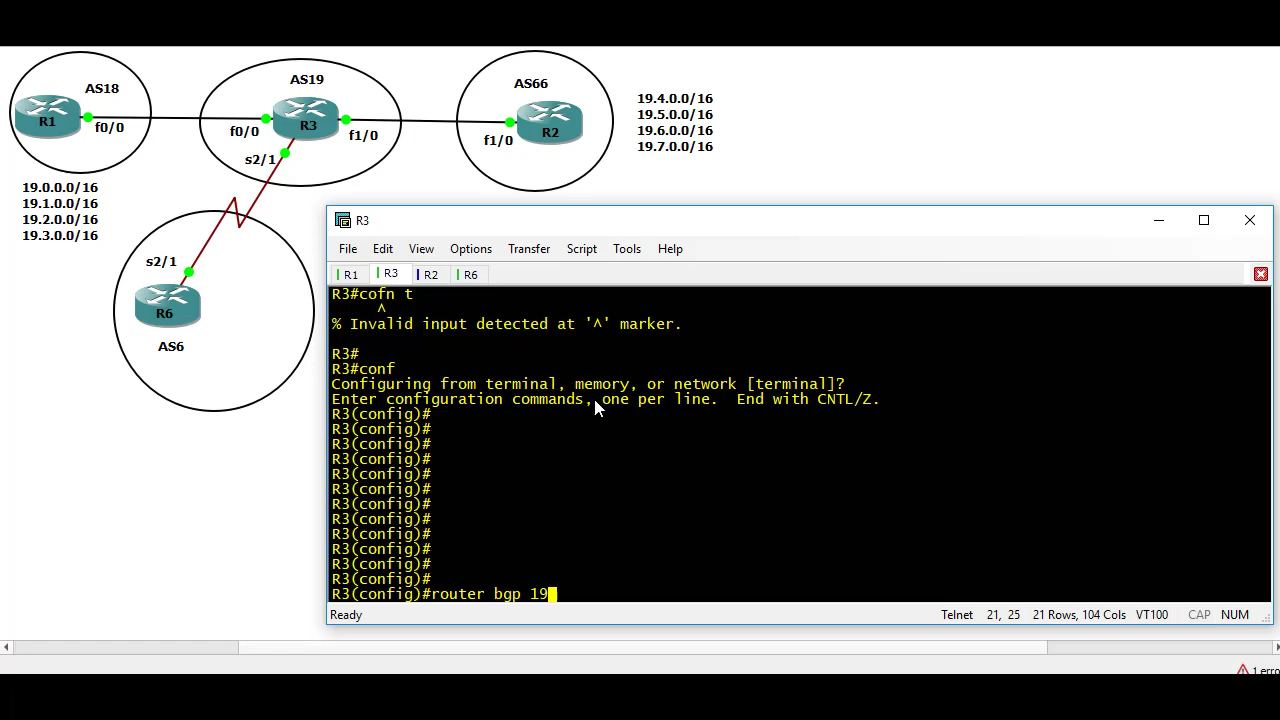 AS18
R1
f0/0
19.0.0.0/16
19.1.0.0/16
19.2.0.0/16
19.3.0.0/16
AS19
f0/0
R3
f1/0
s2/1
AS66
f1/0
R2
19.4.0.0/16
19.5.0.0/16
19.6.0.0/16
19.7.0.0/16
s2/1
R6
AS6
R3
File Edit View Options Transfer Script Tools Help
R1 R3 R2 R6
R3#cofn t
^
% Invalid input detected at '^' marker.
R3#
R3#conf
Configuring from terminal, memory, or network [terminal]?
Enter configuration commands, one per line.  End with CNTL/Z.
R3(config)#
R3(config)#
R3(config)#
R3(config)#
R3(config)#
R3(config)#
R3(config)#
R3(config)#
R3(config)#
R3(config)#
R3(config)#
R3(config)#
R3(config)#router bgp 19
Ready Telnet 21, 25 21 Rows, 104 Cols VT100 CAP NUM
1 erro